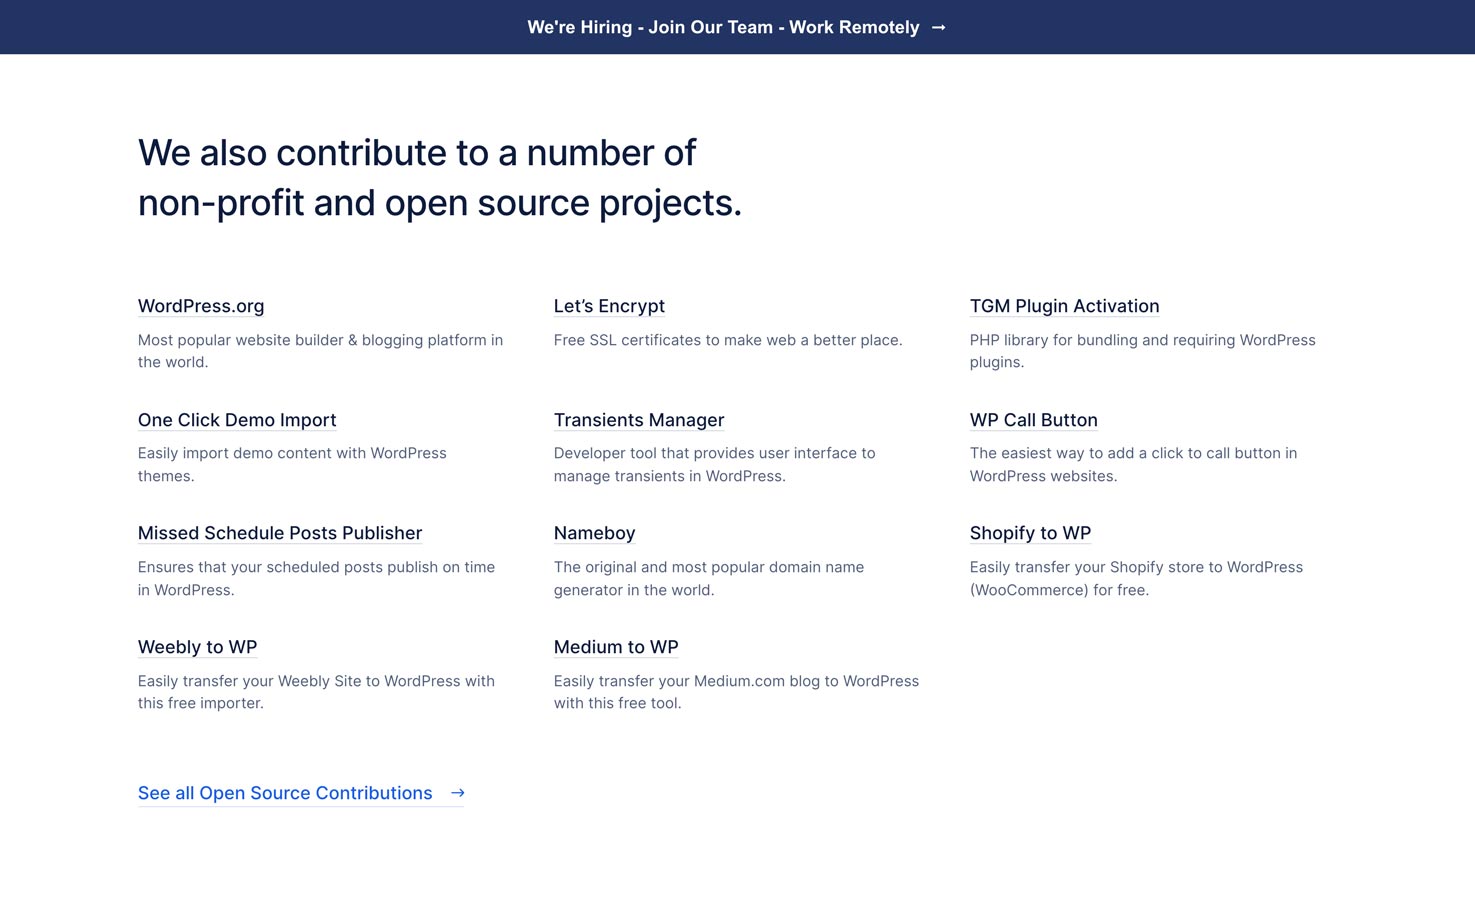 We're Hiring - Join Our Team - Work Remotely →
We also contribute to a number of
non-profit and open source projects.
WordPress.org
Most popular website builder & blogging platform in
the world.
Let’s Encrypt
Free SSL certificates to make web a better place.
TGM Plugin Activation
PHP library for bundling and requiring WordPress
plugins.
One Click Demo Import
Easily import demo content with WordPress
themes.
Transients Manager
Developer tool that provides user interface to
manage transients in WordPress.
WP Call Button
The easiest way to add a click to call button in
WordPress websites.
Missed Schedule Posts Publisher
Ensures that your scheduled posts publish on time
in WordPress.
Nameboy
The original and most popular domain name
generator in the world.
Shopify to WP
Easily transfer your Shopify store to WordPress
(WooCommerce) for free.
Weebly to WP
Easily transfer your Weebly Site to WordPress with
this free importer.
Medium to WP
Easily transfer your Medium.com blog to WordPress
with this free tool.
See all Open Source Contributions →